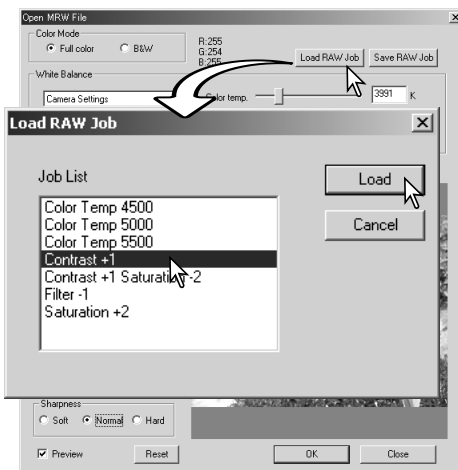 Open MRW File
Color Mode
Full color B&W
R:255
G:254
B:255
Load RAW Job Save RAW Job
White Balance
Camera Settings
Color temp. 3991 K
Load RAW Job
Job List
Color Temp 4500
Color Temp 5000
Color Temp 5500
Contrast +1
Contrast +1 Saturation -2
Filter -1
Saturation +2
Load
Cancel
Sharpness
Soft Normal Hard
Preview Reset OK Close